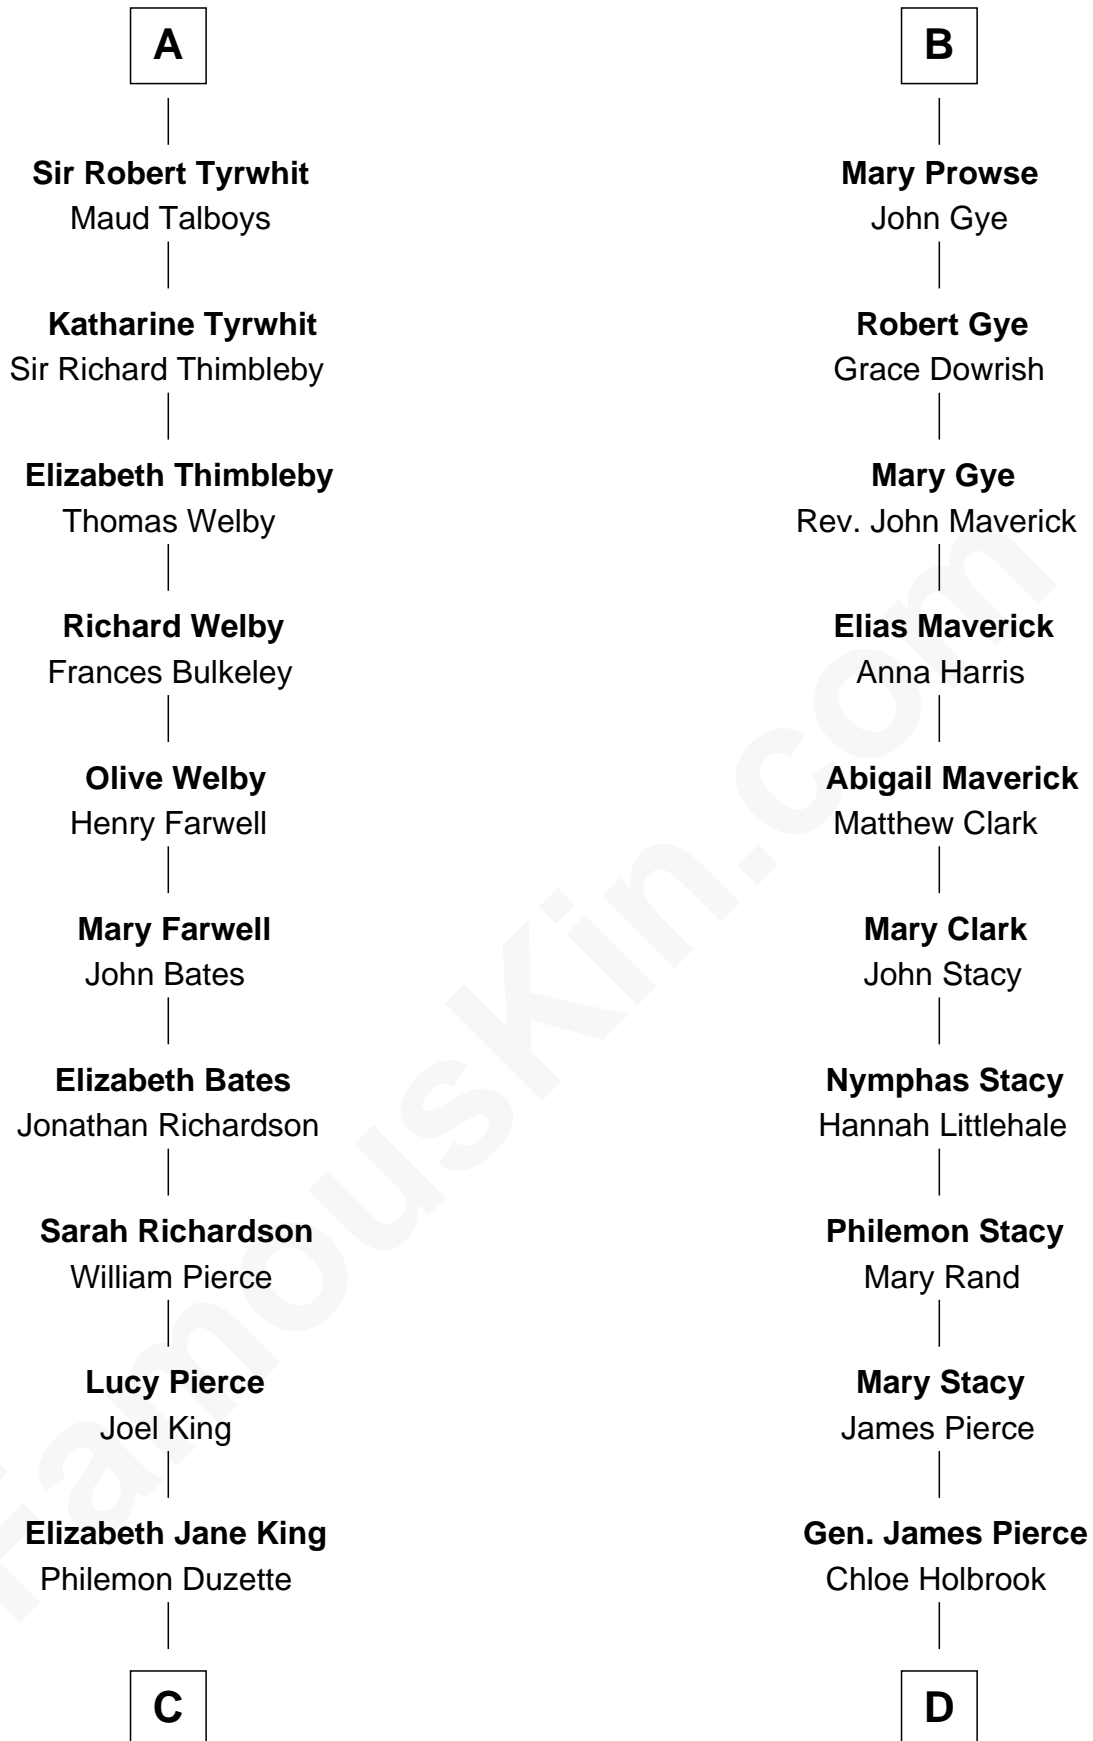 A
Sir Robert Tyrwhit
Maud Talboys
Katharine Tyrwhit
Sir Richard Thimbleby
Elizabeth Thimbleby
Thomas Welby
Richard Welby
Frances Bulkeley
Olive Welby
Henry Farwell
Mary Farwell
John Bates
Elizabeth Bates
Jonathan Richardson
Sarah Richardson
William Pierce
Lucy Pierce
Joel King
Elizabeth Jane King
Philemon Duzette
C
B
Mary Prowse
John Gye
Robert Gye
Grace Dowrish
Mary Gye
Rev. John Maverick
Elias Maverick
Anna Harris
Abigail Maverick
Matthew Clark
Mary Clark
John Stacy
Nymphas Stacy
Hannah Littlehale
Philemon Stacy
Mary Rand
Mary Stacy
James Pierce
Gen. James Pierce
Chloe Holbrook
D
FamousKin.com